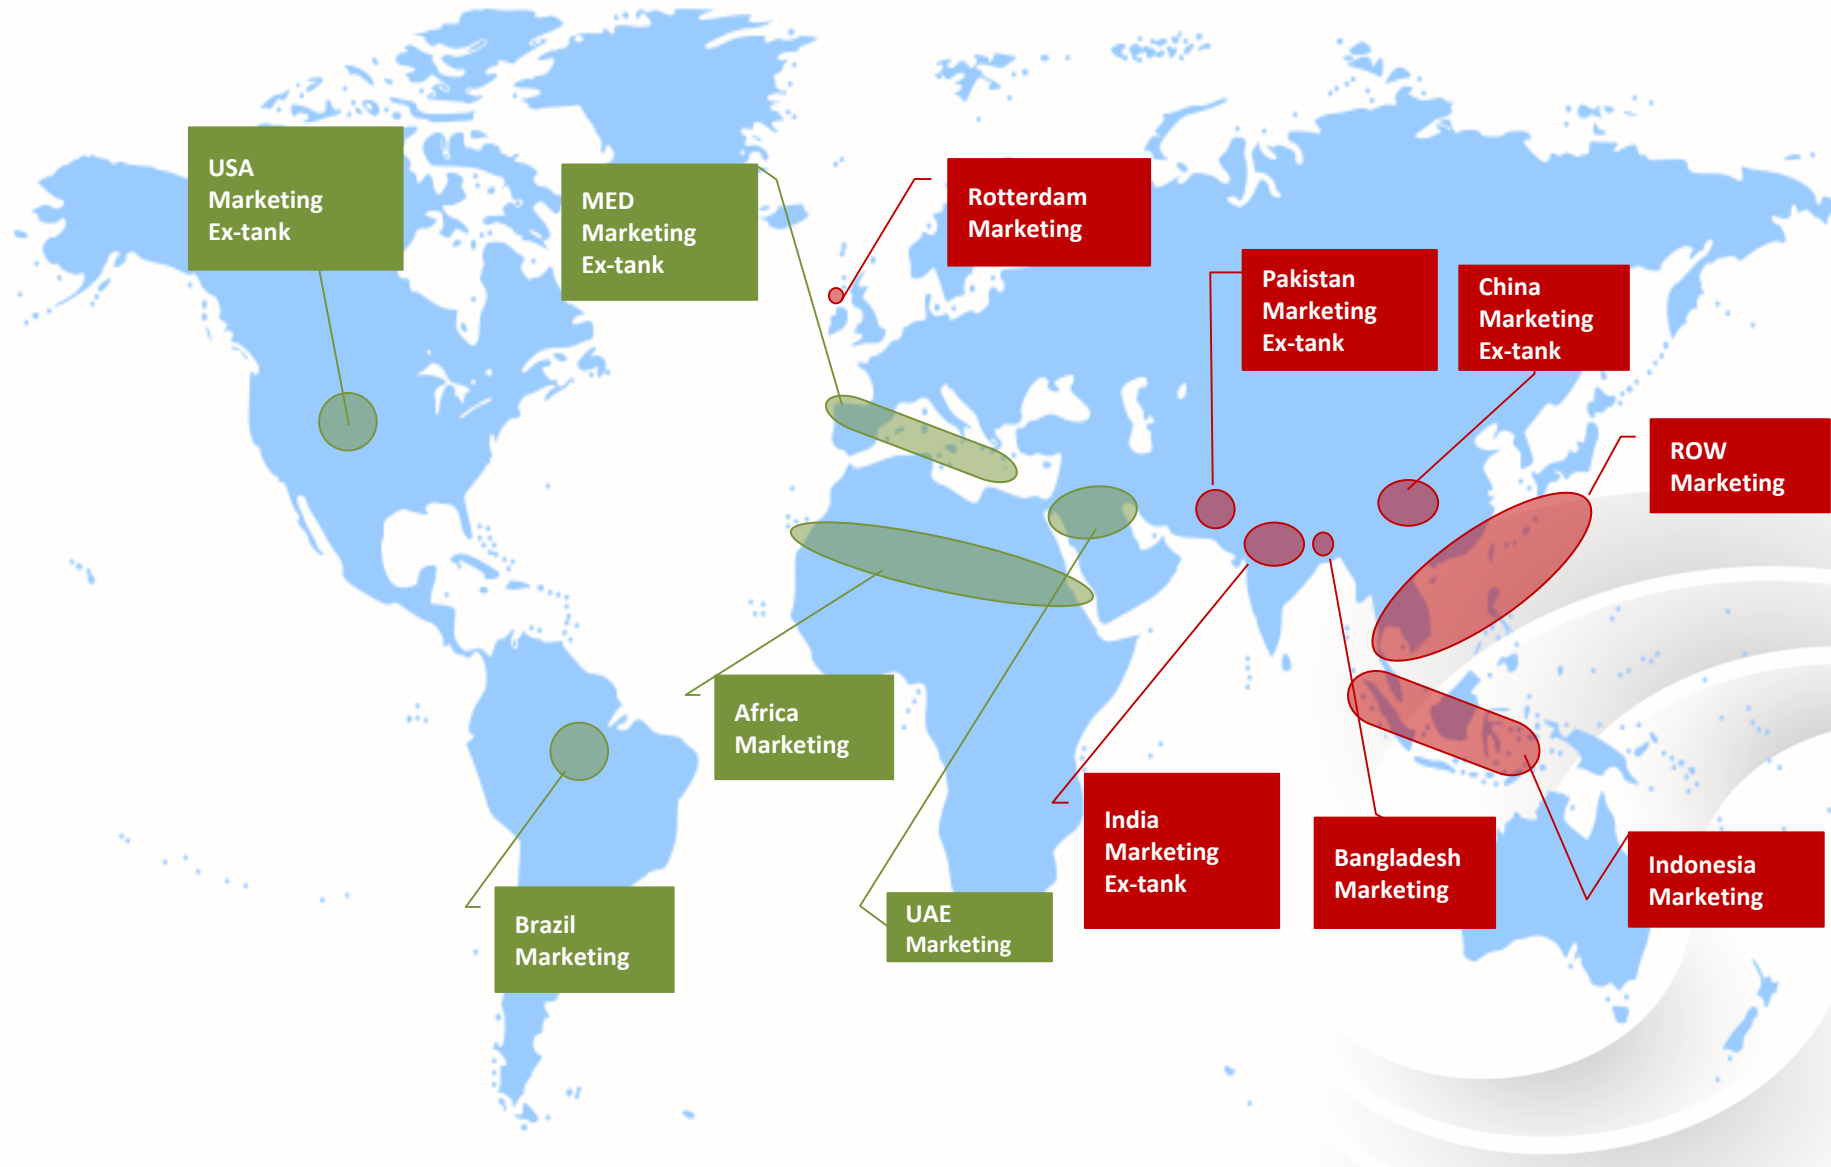 USA
Marketing
Ex-tank
MED
Marketing
Ex-tank
Rotterdam
Marketing
Pakistan
Marketing
Ex-tank
China
Marketing
Ex-tank
ROW
Marketing
Africa
Marketing
Brazil
Marketing
UAE
Marketing
India
Marketing
Ex-tank
Bangladesh
Marketing
Indonesia
Marketing